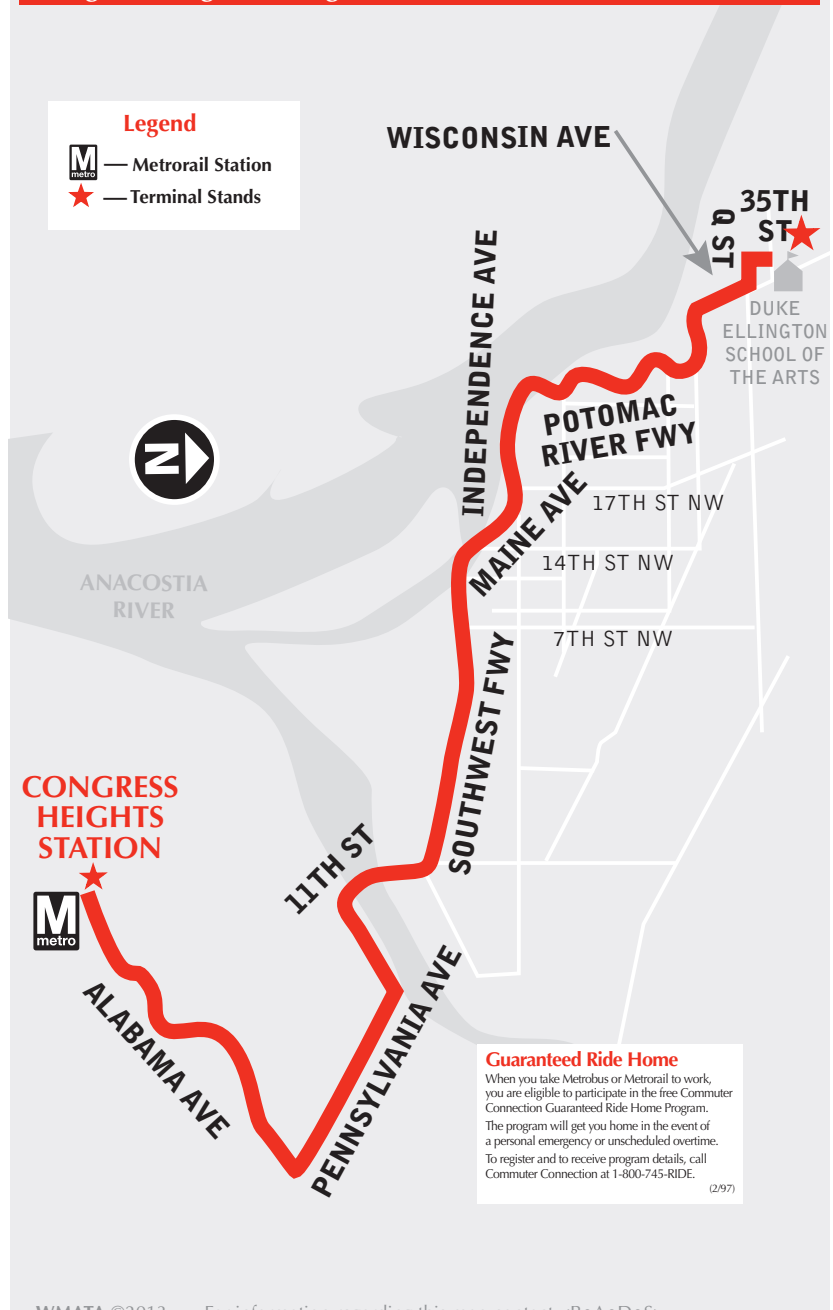 Legend
M
metro
— Metrorail Station
— Terminal Stands
WISCONSIN AVE
35TH
ST
Q ST
DUKE
ELLINGTON
SCHOOL OF
THE ARTS
INDEPENDENCE AVE
POTOMAC
RIVER FWY
N
MAINE AVE
17TH ST NW
14TH ST NW
ANACOSTIA
RIVER
7TH ST NW
SOUTHWEST FWY
CONGRESS
HEIGHTS
STATION
11TH ST
M
metro
ALABAMA AVE
PENNSYLVANIA AVE
Guaranteed Ride Home
When you take Metrobus or Metrorail to work,
you are eligible to participate in the free Commuter
Connection Guaranteed Ride Home Program.
The program will get you home in the event of
a personal emergency or unscheduled overtime.
To register and to receive program details, call
Commuter Connection at 1-800-745-RIDE.
(2/97)